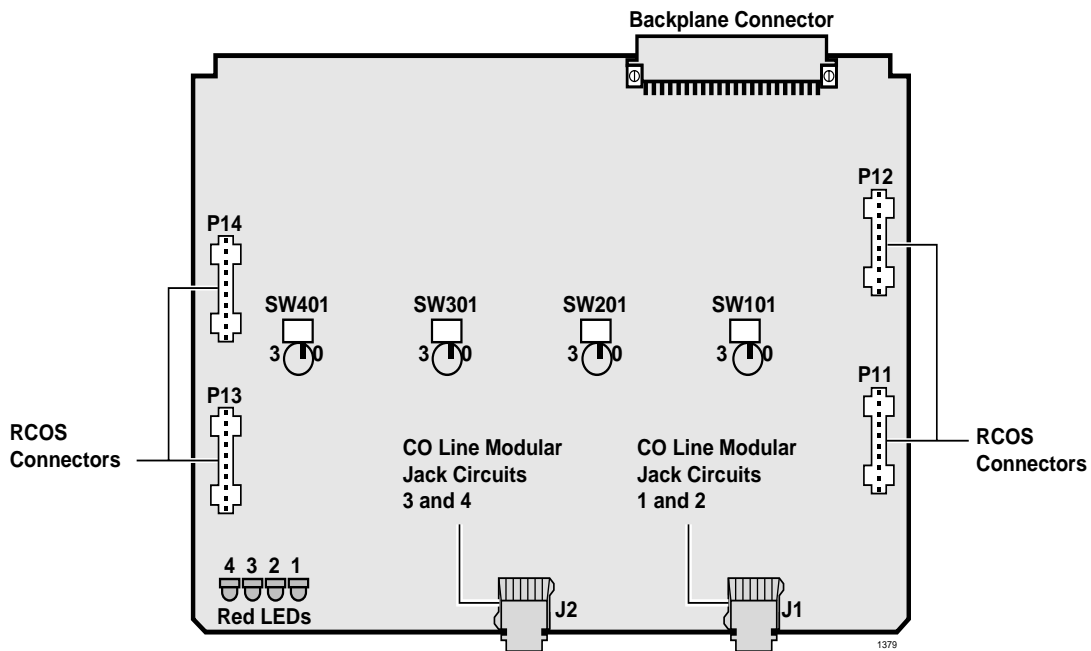 Backplane Connector
P12
P14
SW401
SW301
SW201
SW101
3 0
3 0
3 0
3 0
P13
P11
RCOS
Connectors
CO Line Modular
Jack Circuits
3 and 4
CO Line Modular
Jack Circuits
1 and 2
RCOS
Connectors
4 3 2 1
Red LEDs
J2
J1
1379